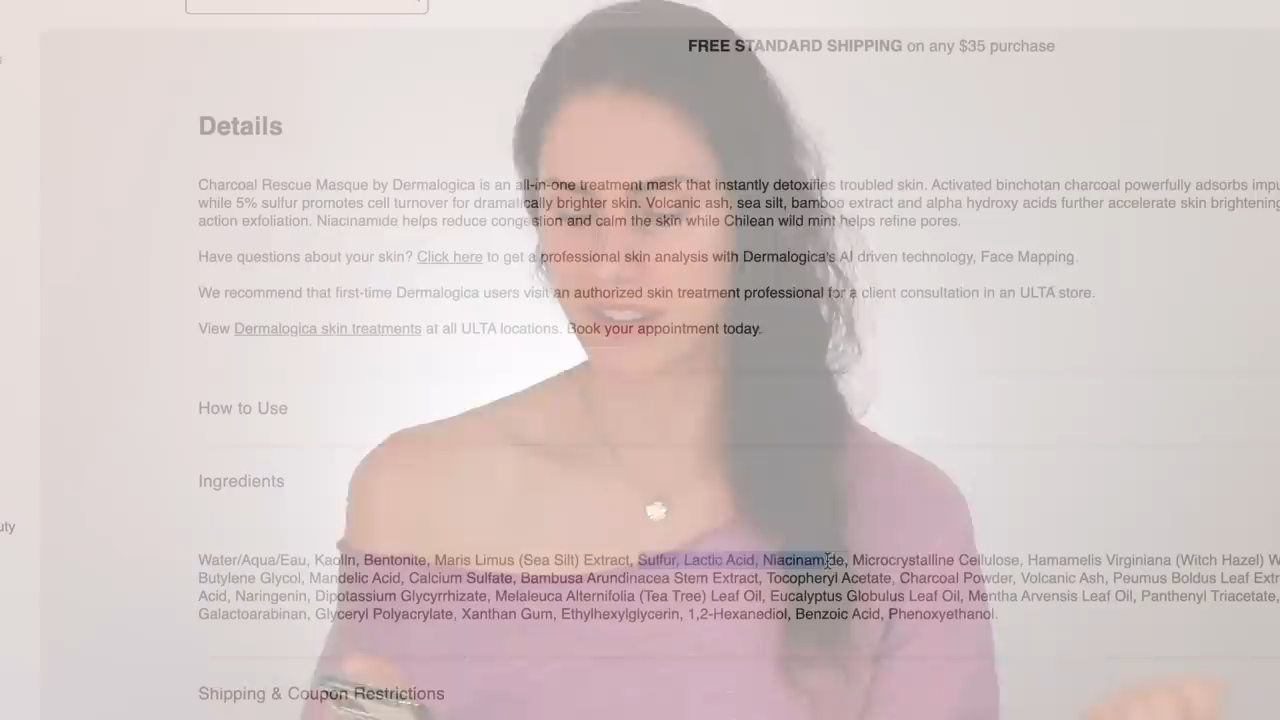 FREE STANDARD SHIPPING on any $35 purchase
Details
Charcoal Rescue Masque by Dermalogica is an all-in-one treatment mask that instantly detoxifies troubled skin. Activated binchotan charcoal powerfully adsorbs impu
while 5% sulfur promotes cell turnover for dramatically brighter skin. Volcanic ash, sea silt, bamboo extract and alpha hydroxy acids further accelerate skin brightening
action exfoliation. Niacinamide helps reduce congestion and calm the skin while Chilean wild mint helps refine pores.
Have questions about your skin? Click here to get a professional skin analysis with Dermalogica's AI driven technology, Face Mapping.
We recommend that first-time Dermalogica users visit an authorized skin treatment professional for a client consultation in an ULTA store.
View Dermalogica skin treatments at all ULTA locations. Book your appointment today.
How to Use
Ingredients
uty
Water/Aqua/Eau, Kaolin, Bentonite, Maris Limus (Sea Silt) Extract, Sulfur, Lactic Acid, Niacinamide, Microcrystalline Cellulose, Hamamelis Virginiana (Witch Hazel) W
Butylene Glycol, Mandelic Acid, Calcium Sulfate, Bambusa Arundinacea Stem Extract, Tocopheryl Acetate, Charcoal Powder, Volcanic Ash, Peumus Boldus Leaf Extr
Acid, Naringenin, Dipotassium Glycyrrhizate, Melaleuca Alternifolia (Tea Tree) Leaf Oil, Eucalyptus Globulus Leaf Oil, Mentha Arvensis Leaf Oil, Panthenyl Triacetate,
Galactoarabinan, Glyceryl Polyacrylate, Xanthan Gum, Ethylhexylglycerin, 1,2-Hexanediol, Benzoic Acid, Phenoxyethanol.
Shipping & Coupon Restrictions